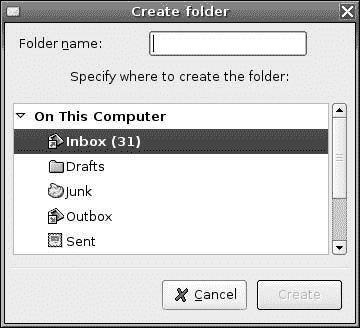 Create folder
Folder name:
Specify where to create the folder:
On This Computer
Inbox (31)
Drafts
Junk
Outbox
Sent
Cancel
Create